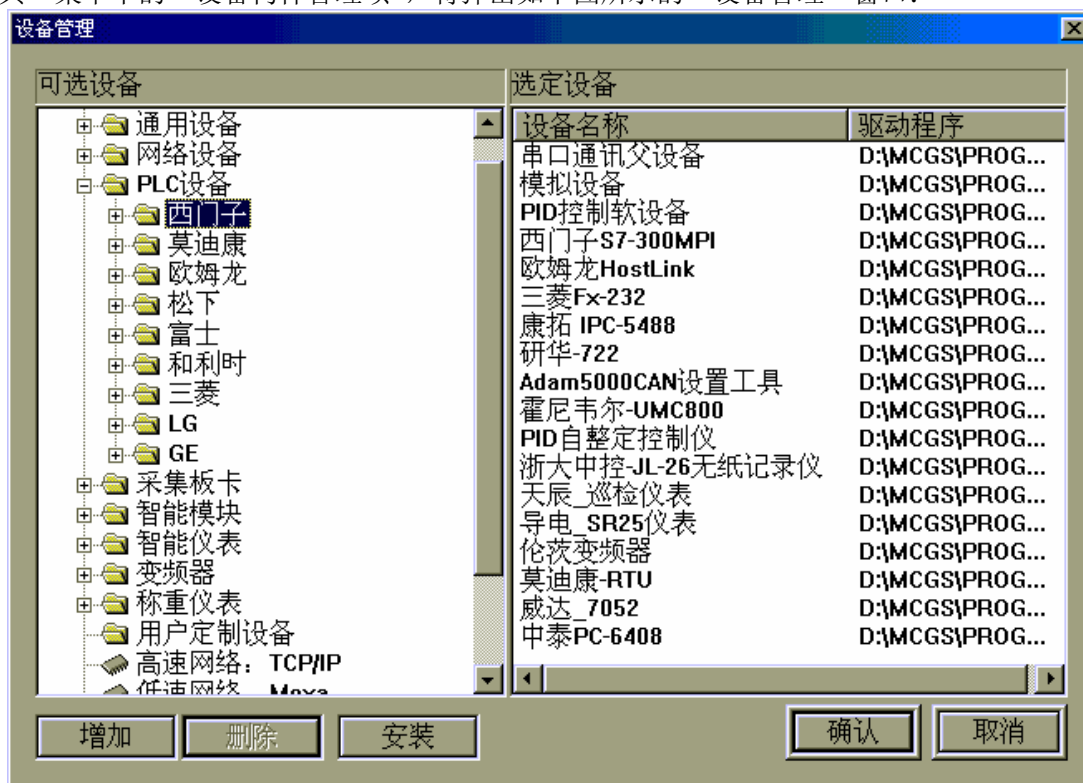 设备管理
可选设备
通用设备
网络设备
PLC设备
西门子
莫迪康
欧姆龙
松下
富士
和利时
三菱
LG
GE
采集板卡
智能模块
智能仪表
变频器
称重仪表
用户定制设备
高速网络：TCP/IP
选定设备
设备名称 驱动程序
串口通讯父设备 D:\MCGS\PROG...
模拟设备 D:\MCGS\PROG...
PID控制软设备 D:\MCGS\PROG...
西门子S7-300MPI D:\MCGS\PROG...
欧姆龙HostLink D:\MCGS\PROG...
三菱Fx-232 D:\MCGS\PROG...
康拓 IPC-5488 D:\MCGS\PROG...
研华-722 D:\MCGS\PROG...
Adam5000CAN设置工具 D:\MCGS\PROG...
霍尼韦尔-UMC800 D:\MCGS\PROG...
PID自整定控制仪 D:\MCGS\PROG...
浙大中控-JL-26无纸记录仪 D:\MCGS\PROG...
天辰_巡检仪表 D:\MCGS\PROG...
导电_SR25仪表 D:\MCGS\PROG...
伦茨变频器 D:\MCGS\PROG...
莫迪康-RTU D:\MCGS\PROG...
威达_7052 D:\MCGS\PROG...
中泰PC-6408 D:\MCGS\PROG...
增加 删除 安装 确认 取消